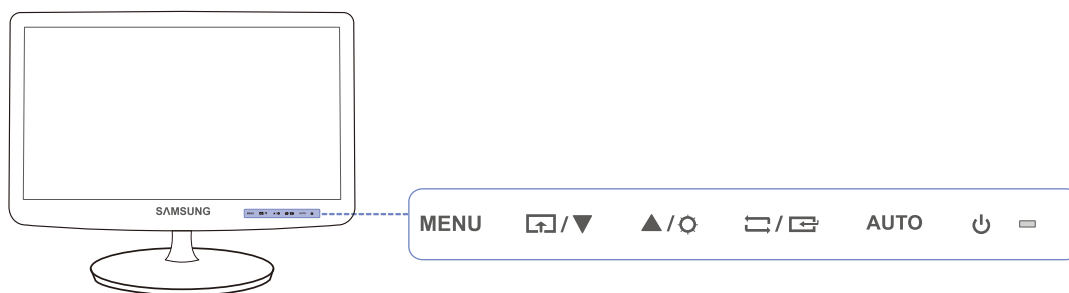 SAMSUNG
MENU / ▼ ▲ / / AUTO